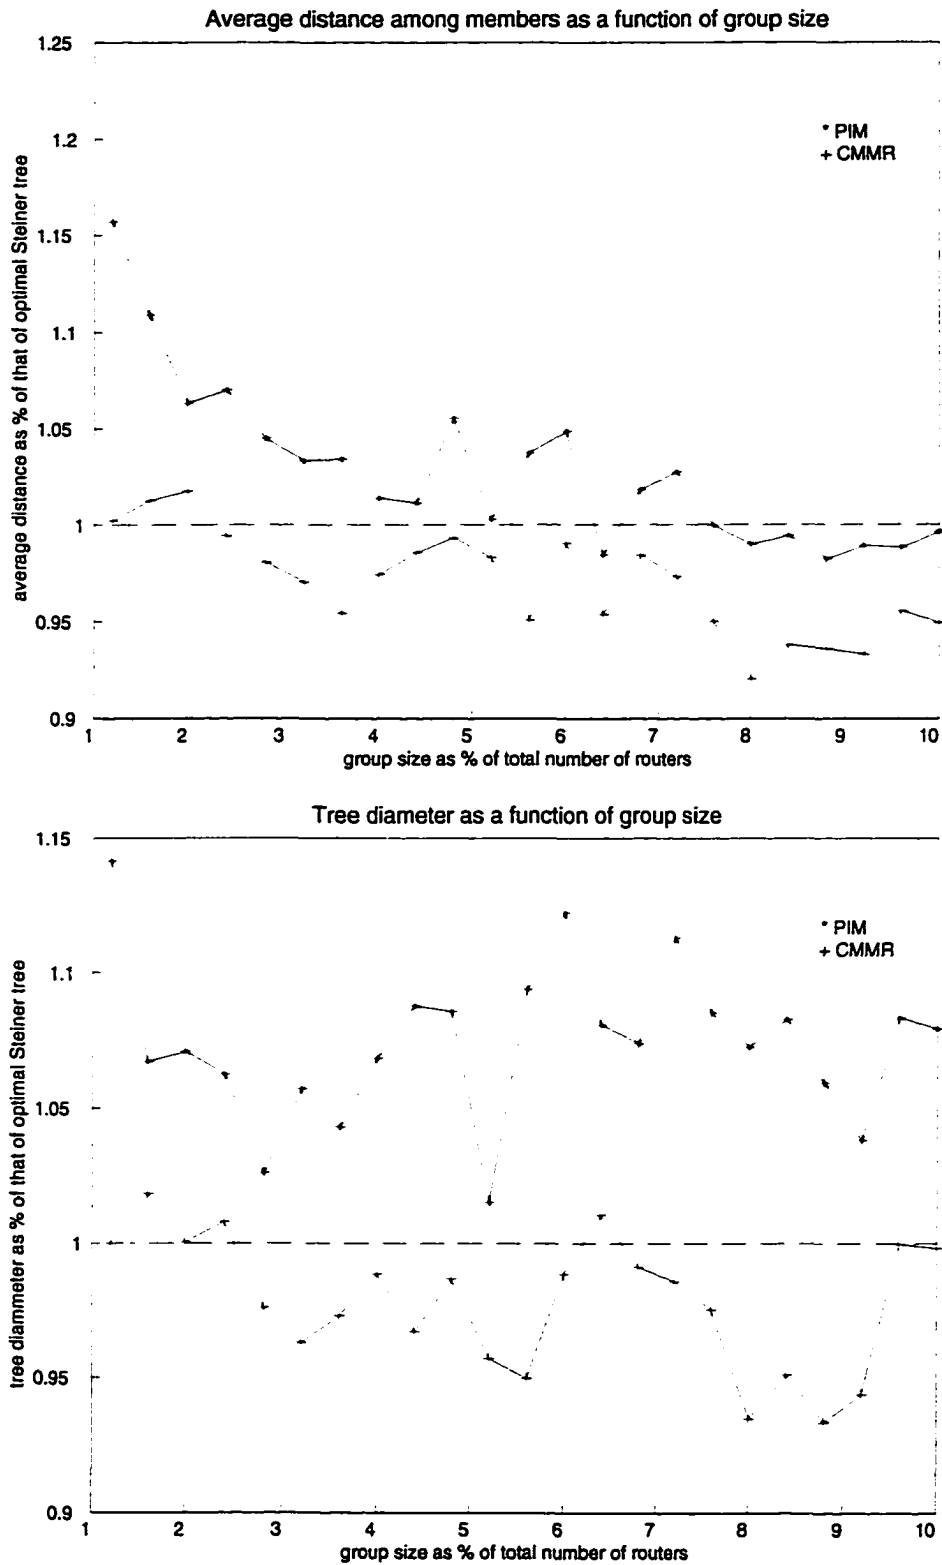 Average distance among members as a function of group size
1.25
1.2
1.15
1.1
1.05
1
0.95
0.9
average distance as % of that of optimal Steiner tree
* PIM
+ CMMR
1 2 3 4 5 6 7 8 9 10
group size as % of total number of routers
Tree diameter as a function of group size
1.15
1.1
1.05
1
0.95
0.9
tree diammeter as % of that of optimal Steiner tree
* PIM
+ CMMR
1 2 3 4 5 6 7 8 9 10
group size as % of total number of routers